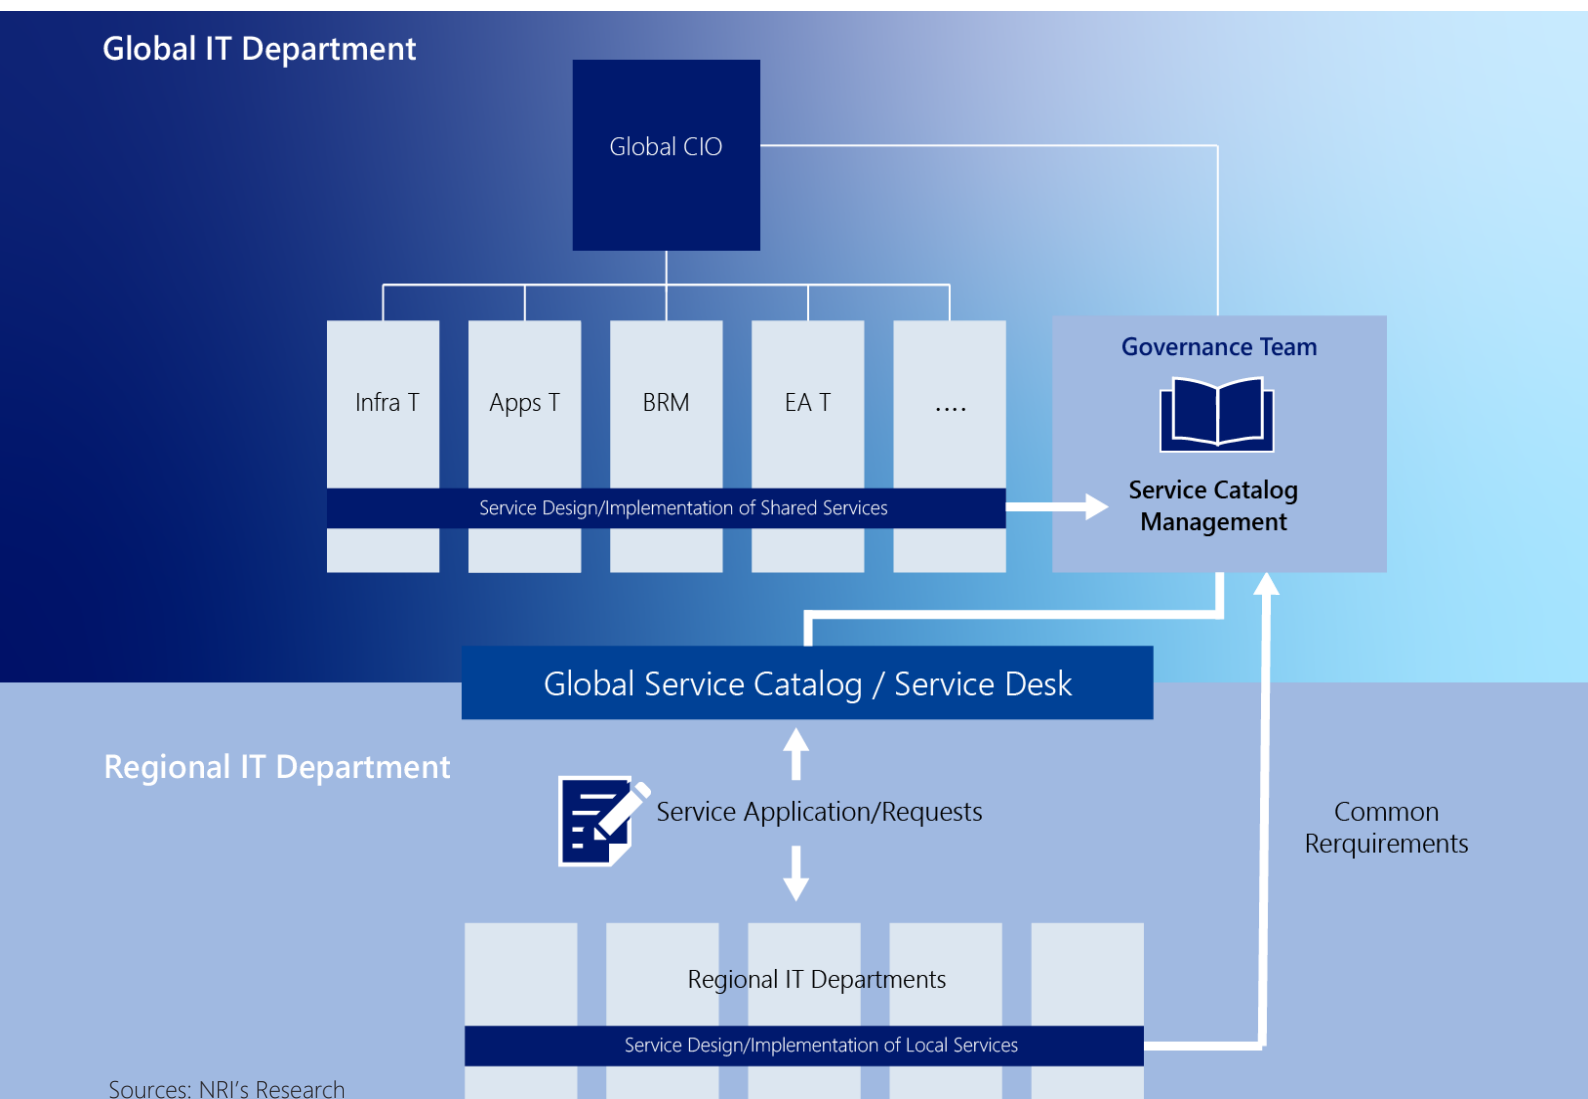 Global IT Department
Global CIO
Infra T
Apps T
BRM
EA T
....
Service Design/Implementation of Shared Services
Governance Team
Service Catalog
Management
Global Service Catalog / Service Desk
Regional IT Department
Service Application/Requests
Common
Rerquirements
Regional IT Departments
Service Design/Implementation of Local Services
Sources: NRI's Research